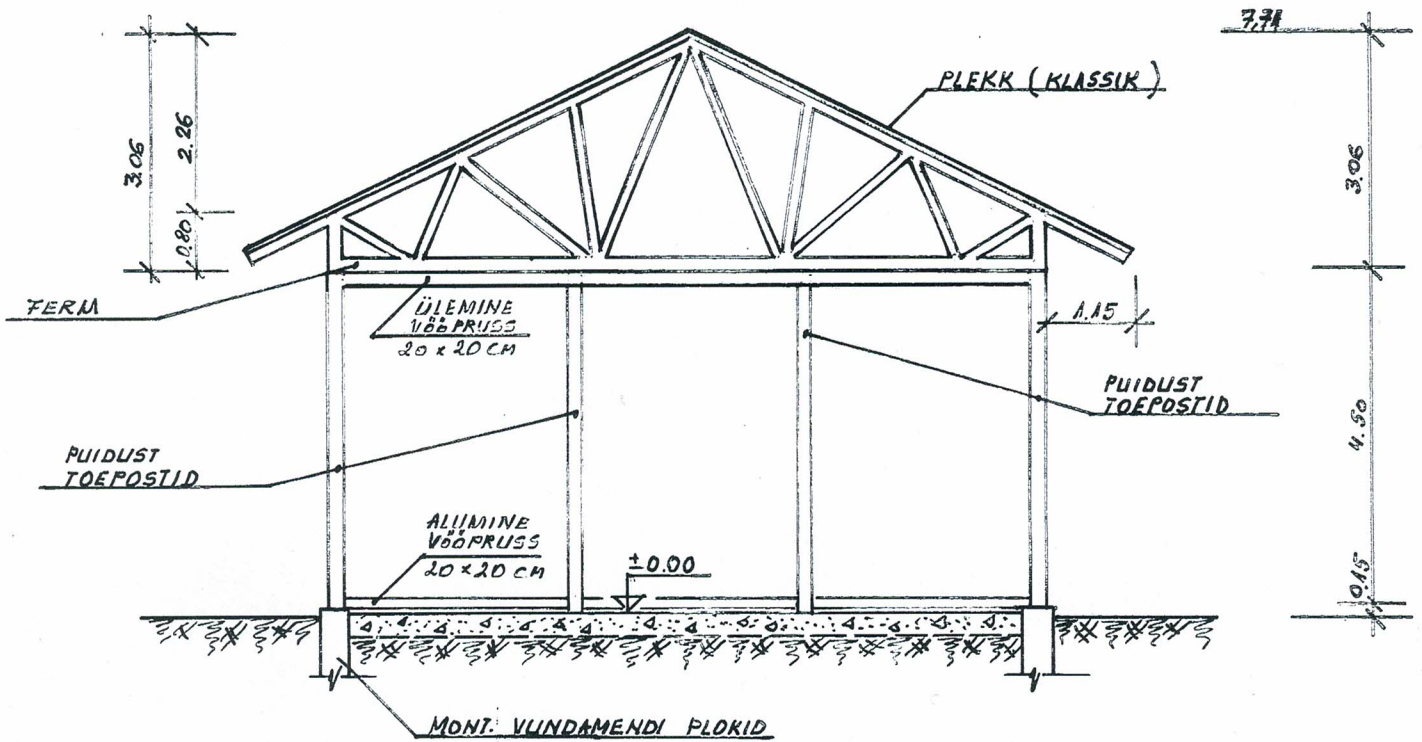 7,71
PLEKK (KLASSIK)
3.06
2.26
0.80
3.06
FERM
ÜLEMINE
VÖÖPRUSS
20 x 20 CM
1.15
PUIDUST
TOEPOSTID
4.50
PUIDUST
TOEPOSTID
ALUMINE
VÖÖPRUSS
20 x 20 CM
±0.00
0.15
MONT. VUNDAMENDI PLOKID